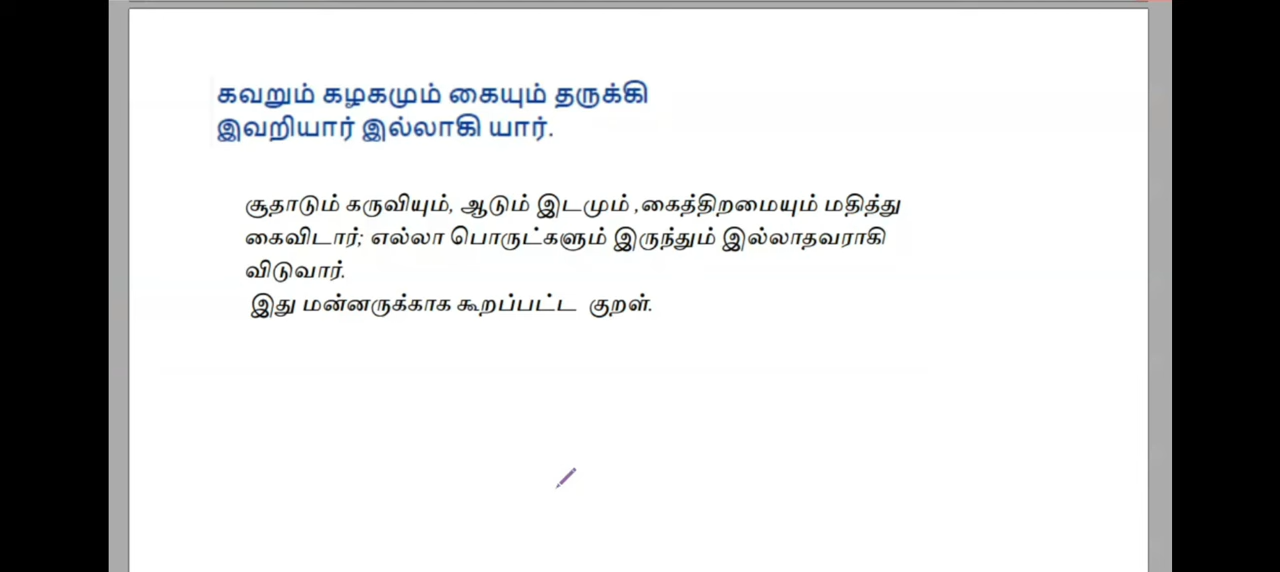 கவறும் கழகமும் கையும் தருக்கி
இவறியார் இல்லாகி யார்.
சூதாடும் கருவியும், ஆடும் இடமும் ,கைத்திறமையும் மதித்து
கைவிடார்; எல்லா பொருட்களும் இருந்தும் இல்லாதவராகி
விடுவார்.
இது மன்னருக்காக கூறப்பட்ட குறள்.